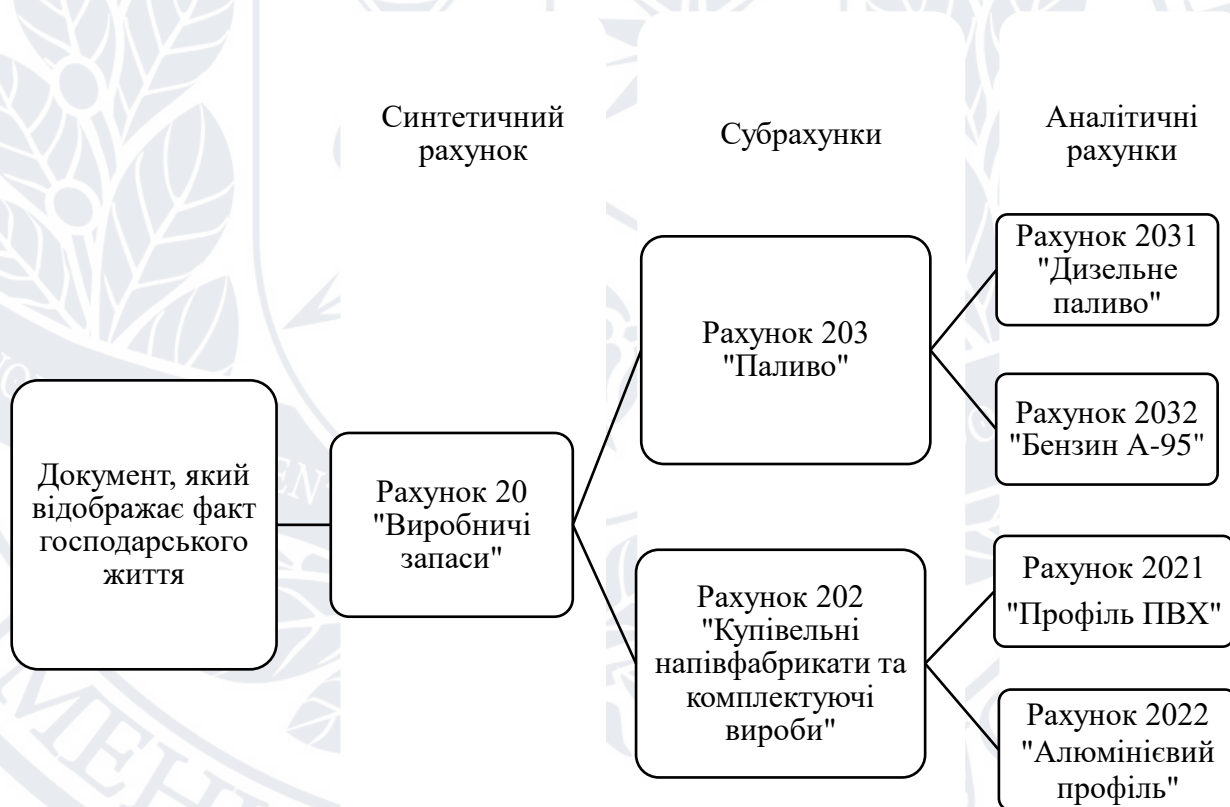 Синтетичний
рахунок
Субрахунки
Аналітичні
рахунки
Документ, який
відображає факт
господарського
життя
Рахунок 20
"Виробничі
запаси"
Рахунок 203
"Паливо"
Рахунок 2031
"Дизельне
паливо"
Рахунок 2032
"Бензин А-95"
Рахунок 202
"Купівельні
напівфабрикати та
комплектуючі
вироби"
Рахунок 2021
"Профіль ПВХ"
Рахунок 2022
"Алюмінієвий
профіль"